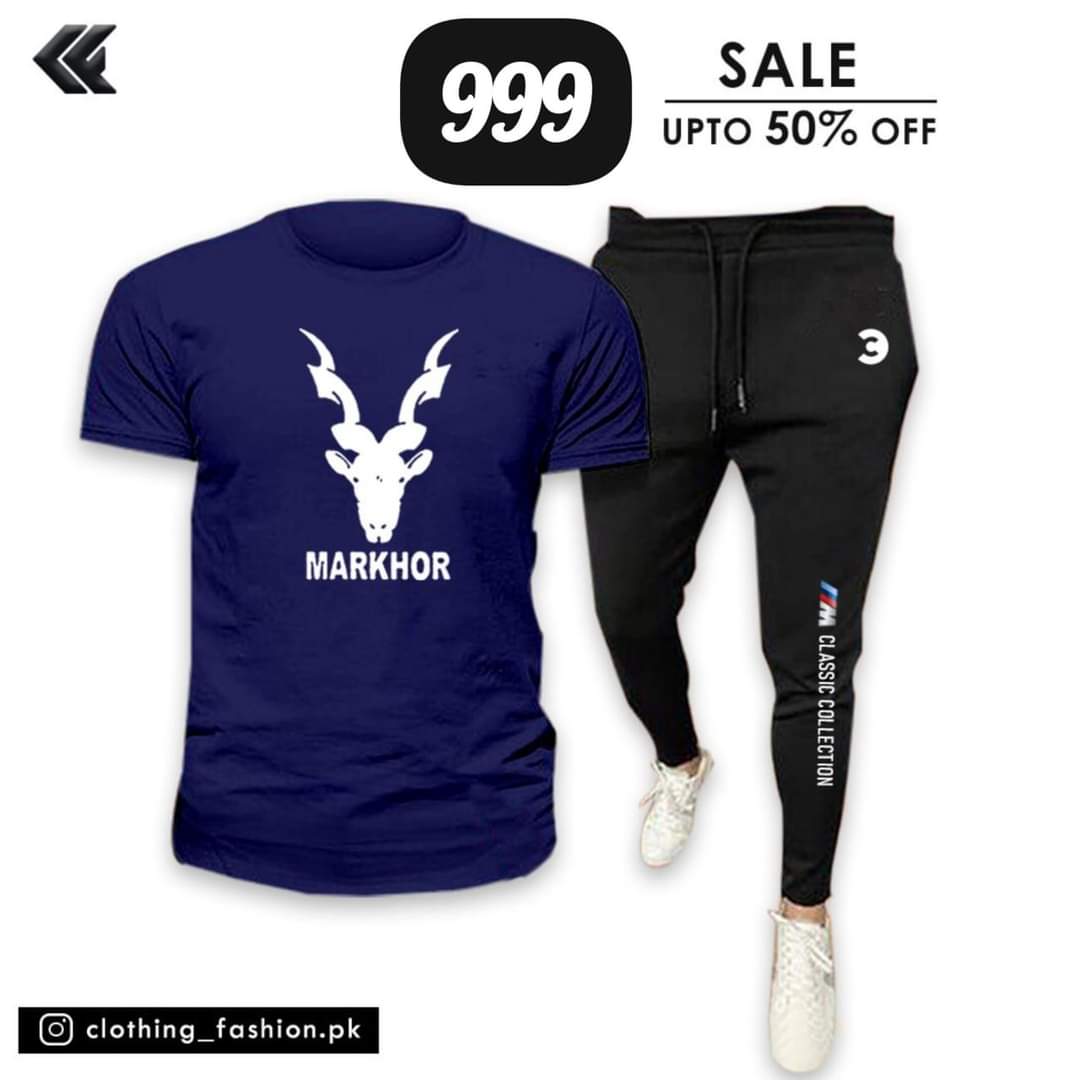 999
SALE
UPTO 50% OFF
MARKHOR
M CLASSIC COLLECTION
clothing_fashion.pk